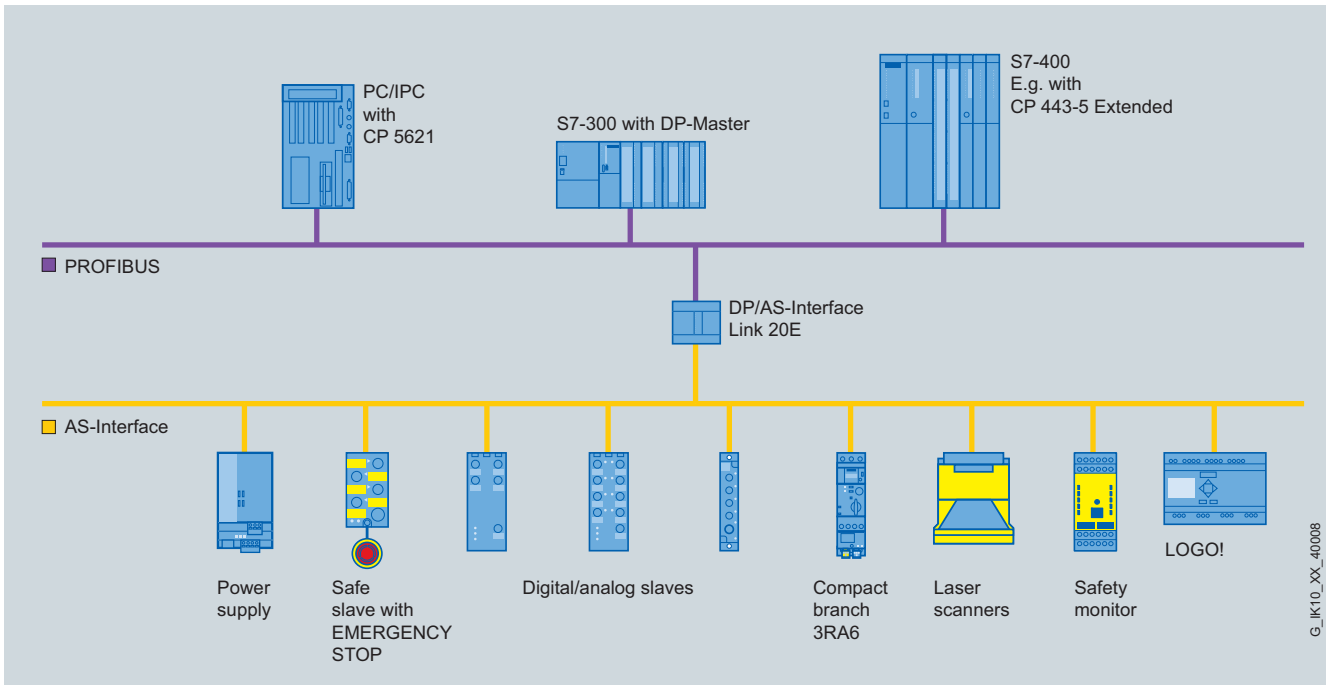 PC/IPC
with
CP 5621
S7-300 with DP-Master
S7-400
E.g. with
CP 443-5 Extended
PROFIBUS
DP/AS-Interface
Link 20E
AS-Interface
Power
supply
Safe
slave with
EMERGENCY
STOP
Digital/analog slaves
Compact
branch
3RA6
Laser
scanners
Safety
monitor
LOGO!
G_IK10_XX_40008